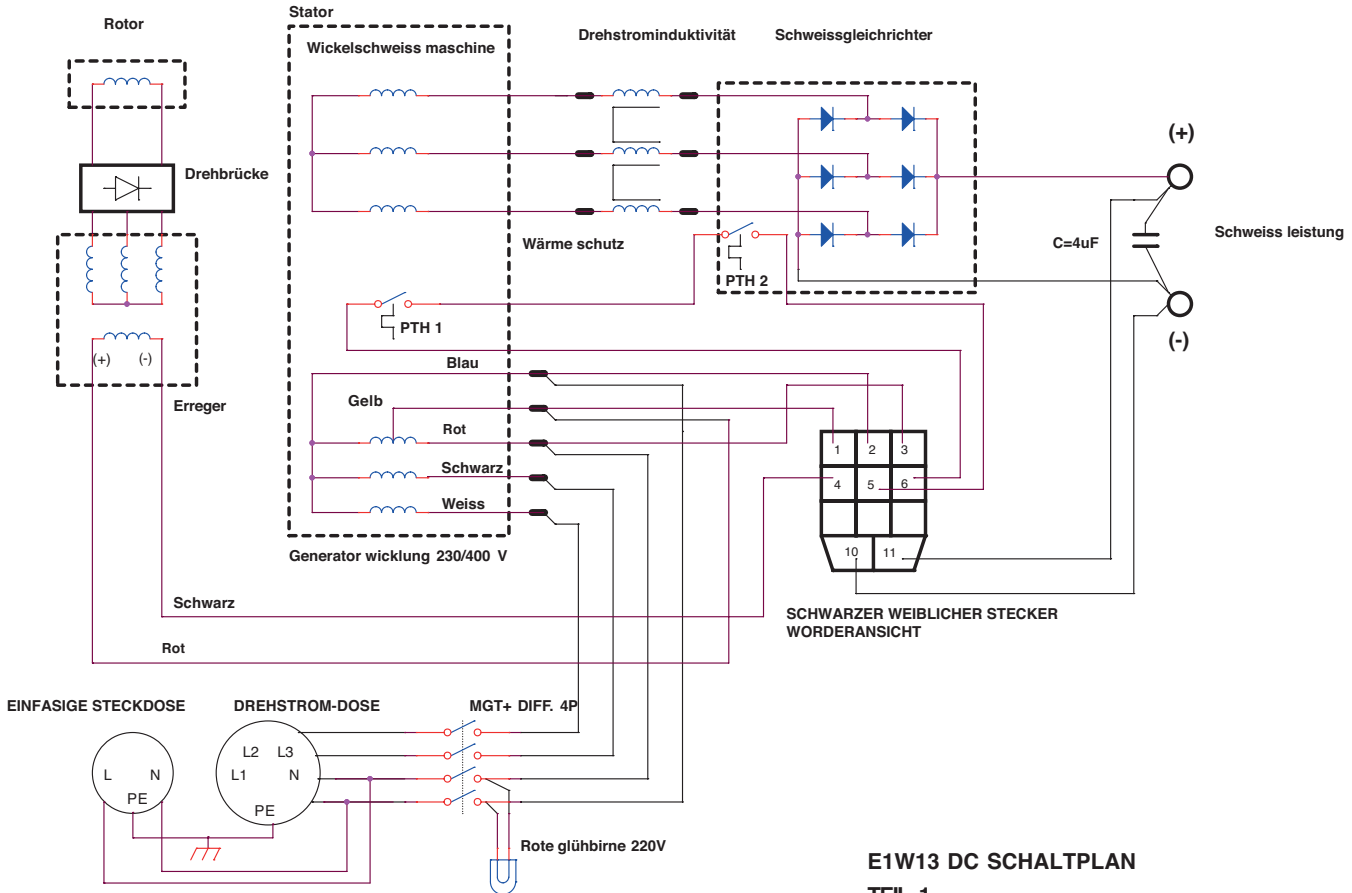 Stator
Rotor
Wickelschweiss maschine
Drehstrominduktivität
Schweissgleichrichter
(+)
Drehbrücke
Wärme schutz
C=4uF
Schweiss leistung
PTH 2
PTH 1
(-)
(+) (-)
Blau
Erreger
Gelb
Rot
Schwarz
Weiss
1 2 3
4 5 6
10 11
Generator wicklung 230/400 V
Schwarz
SCHWARZER WEIBLICHER STECKER
WORDERANSICHT
Rot
EINFASIGE STECKDOSE
DREHSTROM-DOSE
MGT+ DIFF. 4P
L2 L3
L N
L1 N
PE
PE
Rote glühbirne 220V
E1W13 DC SCHALTPLAN
TEIL 1